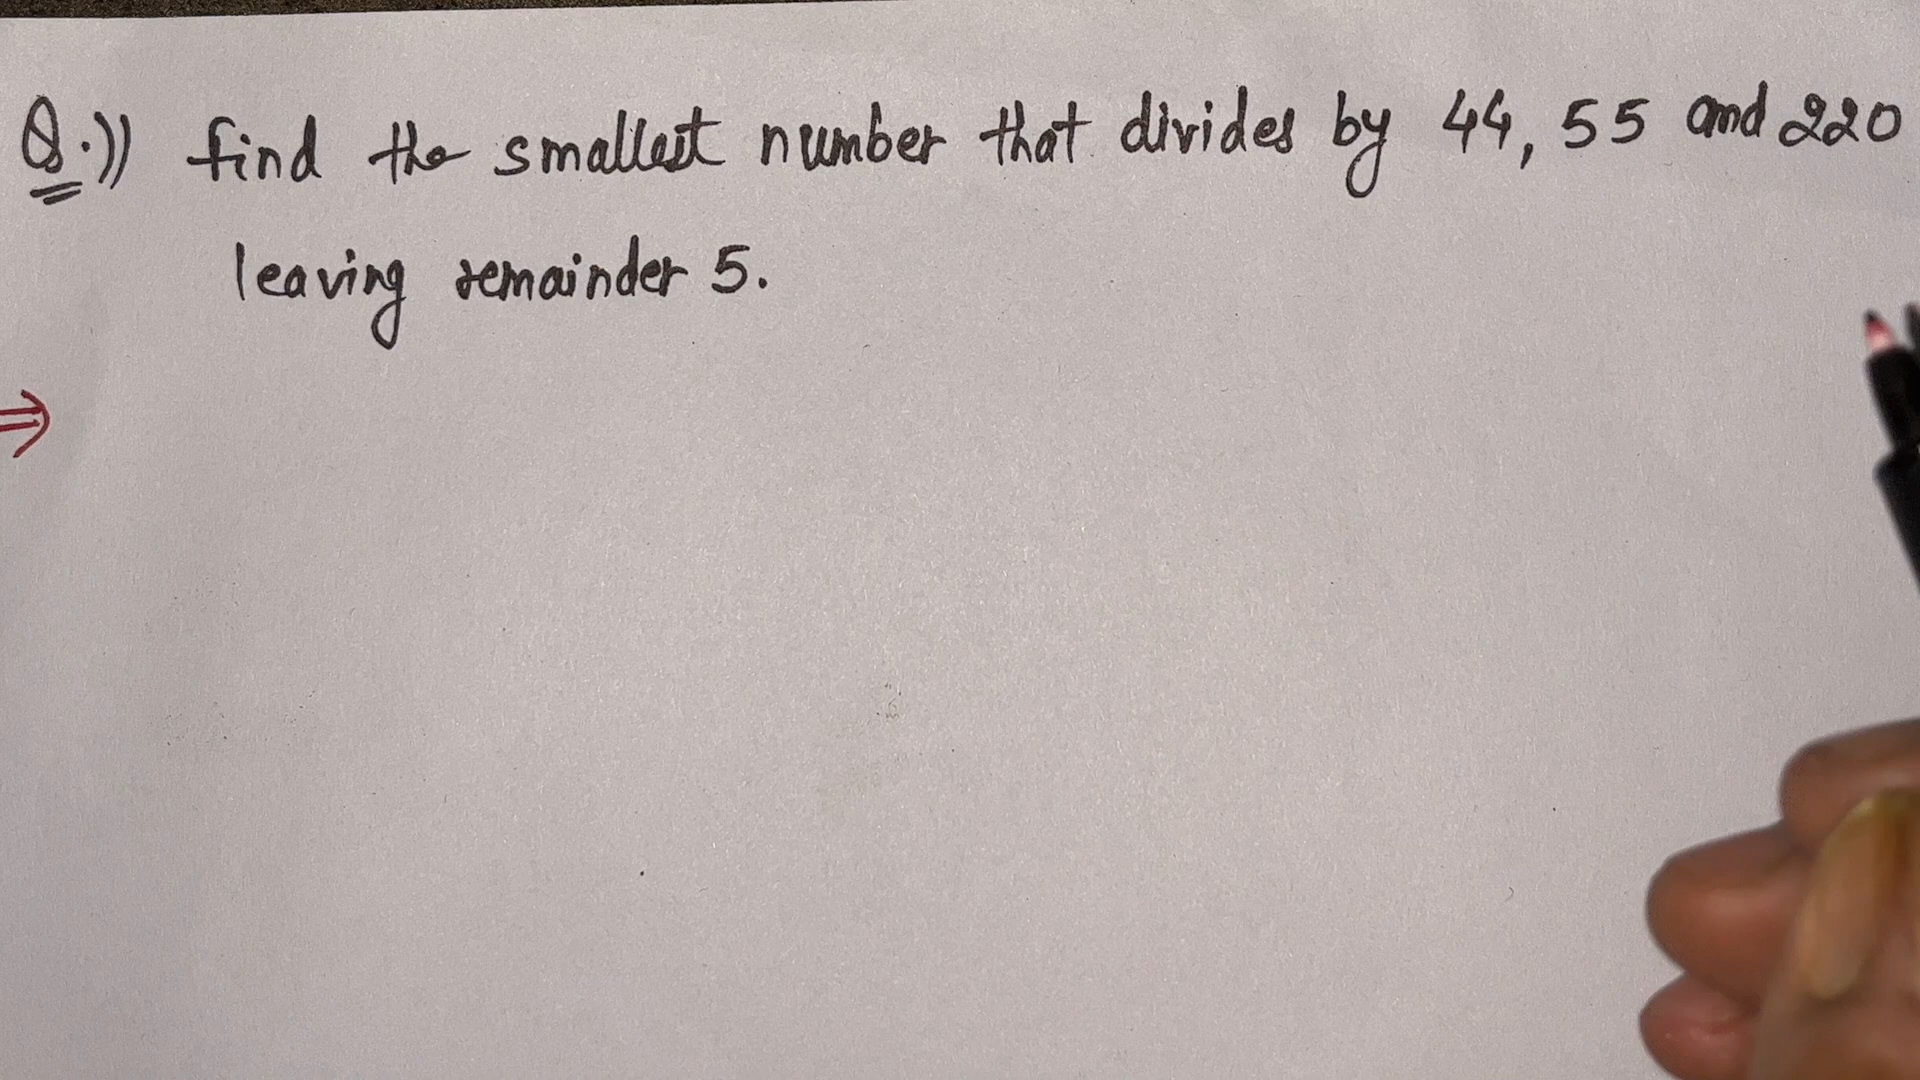 Q.)) find the smallest number that divides by 44, 55 and 220
leaving remainder 5.
⇒